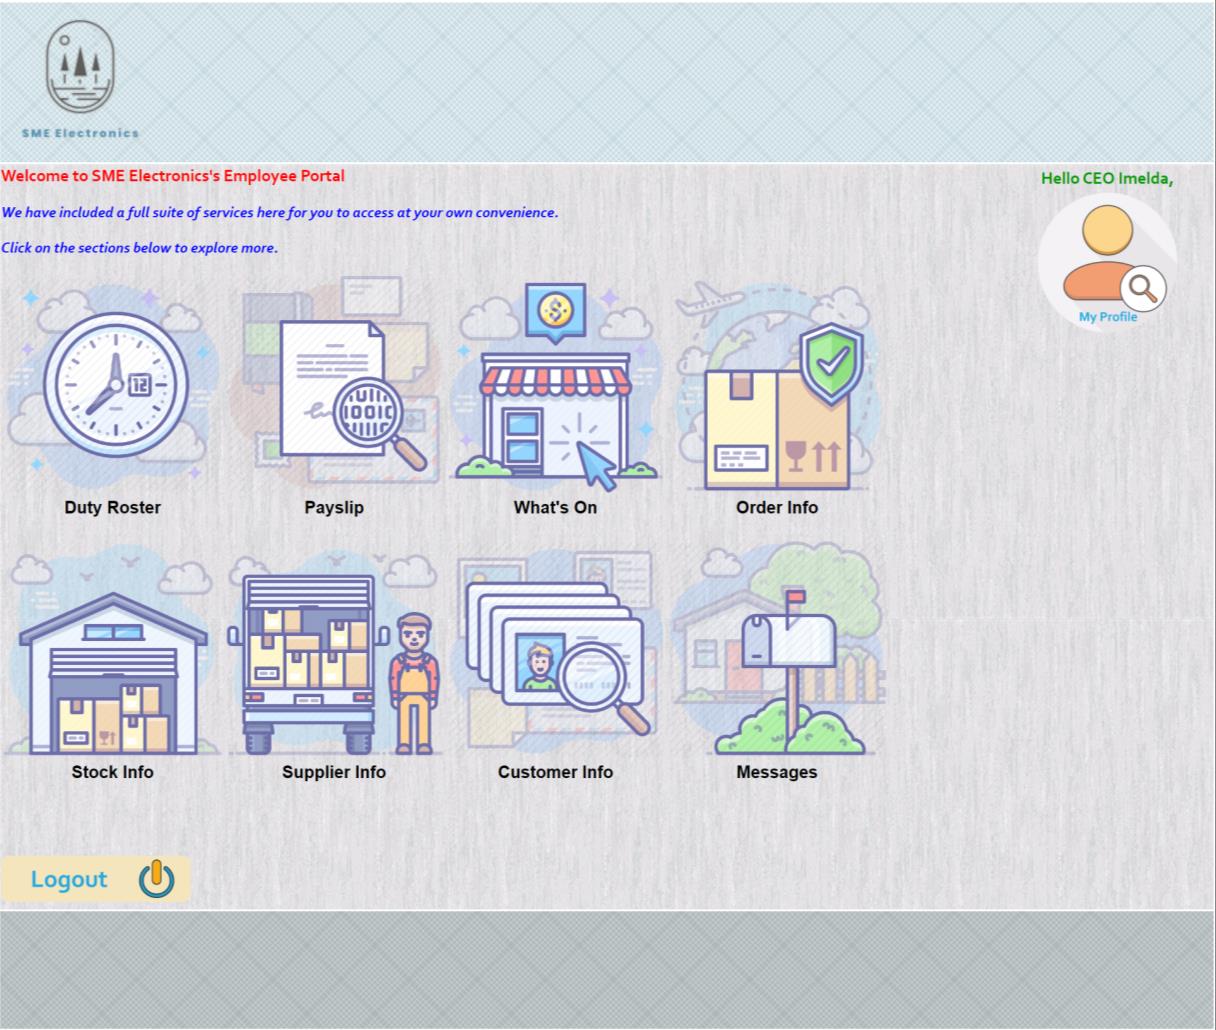 SME Electronics
Welcome to SME Electronics's Employee Portal
Hello CEO Imelda,
We have included a full suite of services here for you to access at your own convenience.
Click on the sections below to explore more.
My Profile
12
$
10010
Duty Roster
Payslip
What's On
Order Info
Stock Info
Supplier Info
Customer Info
Messages
Logout